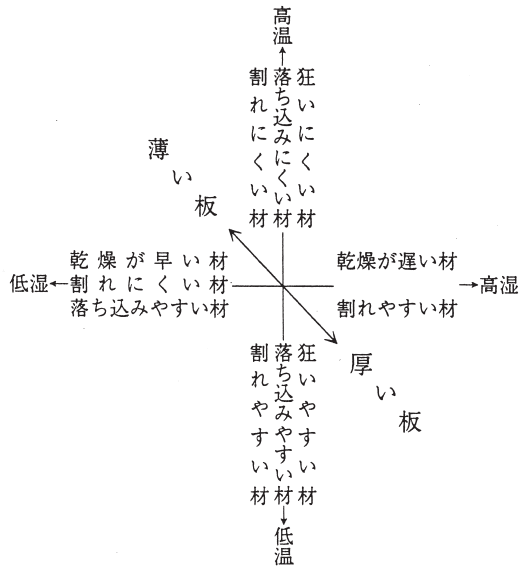 高温
狂いにくい材
落ち込みにくい材
割れにくい材
薄い板
低湿
乾燥が早い材
割れにくい材
落ち込みやすい材
乾燥が遅い材
割れやすい材
高湿
厚い板
狂いやすい材
落ち込みやすい材
割れやすい材
低温